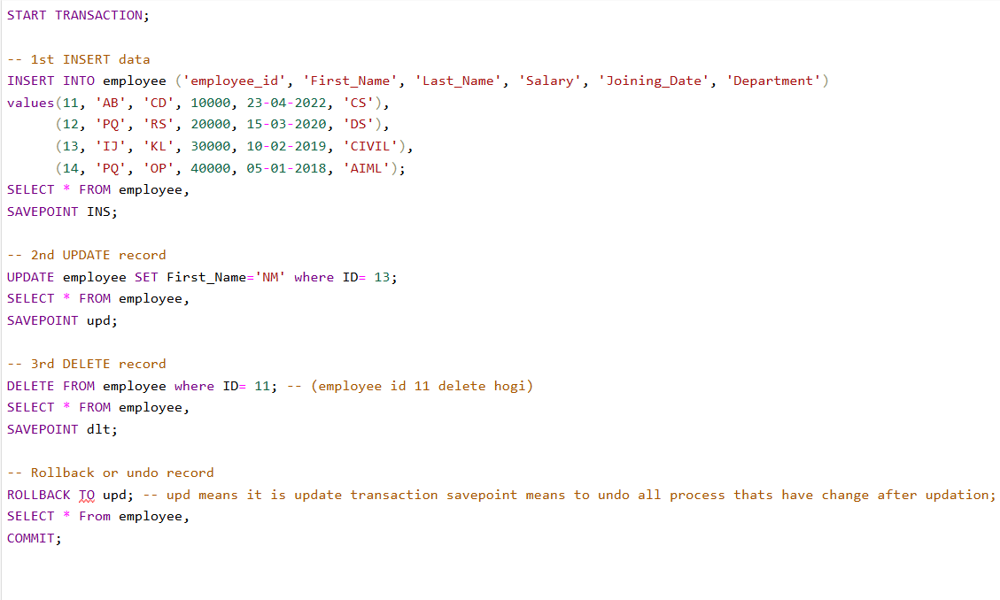 START TRANSACTION;
-- 1st INSERT data
INSERT INTO employee ('employee_id', 'First_Name', 'Last_Name', 'Salary', 'Joining_Date', 'Department')
values(11, 'AB', 'CD', 10000, 23-04-2022, 'CS'),
(12, 'PQ', 'RS', 20000, 15-03-2020, 'DS'),
(13, 'IJ', 'KL', 30000, 10-02-2019, 'CIVIL'),
(14, 'PQ', 'OP', 40000, 05-01-2018, 'AIML');
SELECT * FROM employee,
SAVEPOINT INS;
-- 2nd UPDATE record
UPDATE employee SET First_Name='NM' where ID= 13;
SELECT * FROM employee,
SAVEPOINT upd;
-- 3rd DELETE record
DELETE FROM employee where ID= 11; -- (employee id 11 delete hogi)
SELECT * FROM employee,
SAVEPOINT dlt;
-- Rollback or undo record
ROLLBACK TO upd; -- upd means it is update transaction savepoint means to undo all process thats have change after updation;
SELECT * From employee,
COMMIT;